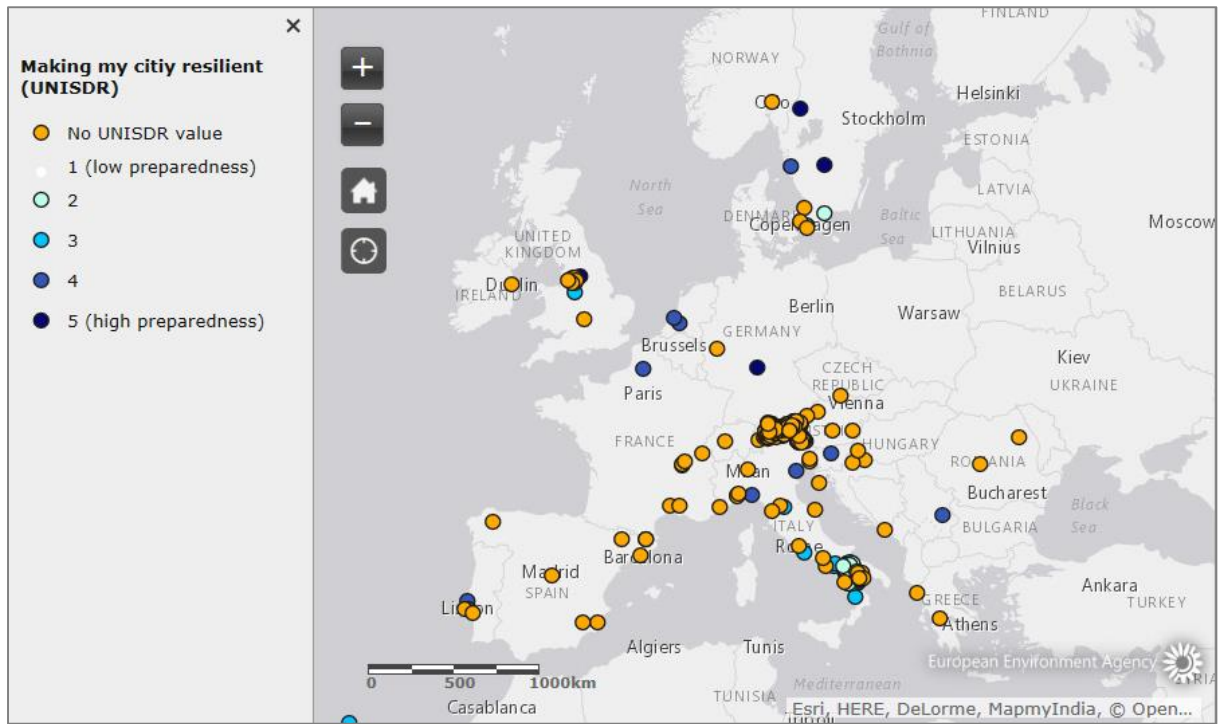 ×
Making my citiy resilient
(UNISDR)
No UNISDR value
1 (low preparedness)
2
3
4
5 (high preparedness)
+
−
FINLAND
Gulf of
Bothnia
NORWAY
Helsinki
Stockholm
ESTONIA
North
Sea
LATVIA
DENMARK
Copenhagen
Baltic
Sea
Moscow
LITHUANIA
Vilnius
UNITED
KINGDOM
Dublin
IRELAND
BELARUS
Berlin
Warsaw
GERMANY
Brussels
Kiev
UKRAINE
CZECH
REPUBLIC
Paris
Vienna
FRANCE
HUNGARY
Milan
ROMANIA
Bucharest
Black
Sea
ITALY
BULGARIA
Rome
Barcelona
Madrid
SPAIN
Ankara
TURKEY
Lisbon
GREECE
Athens
Algiers
Tunis
European Environment Agency
0 500 1000km
TUNISIA
Mediterranean
Casablanca
Esri, HERE, DeLorme, MapmyIndia, © Open...